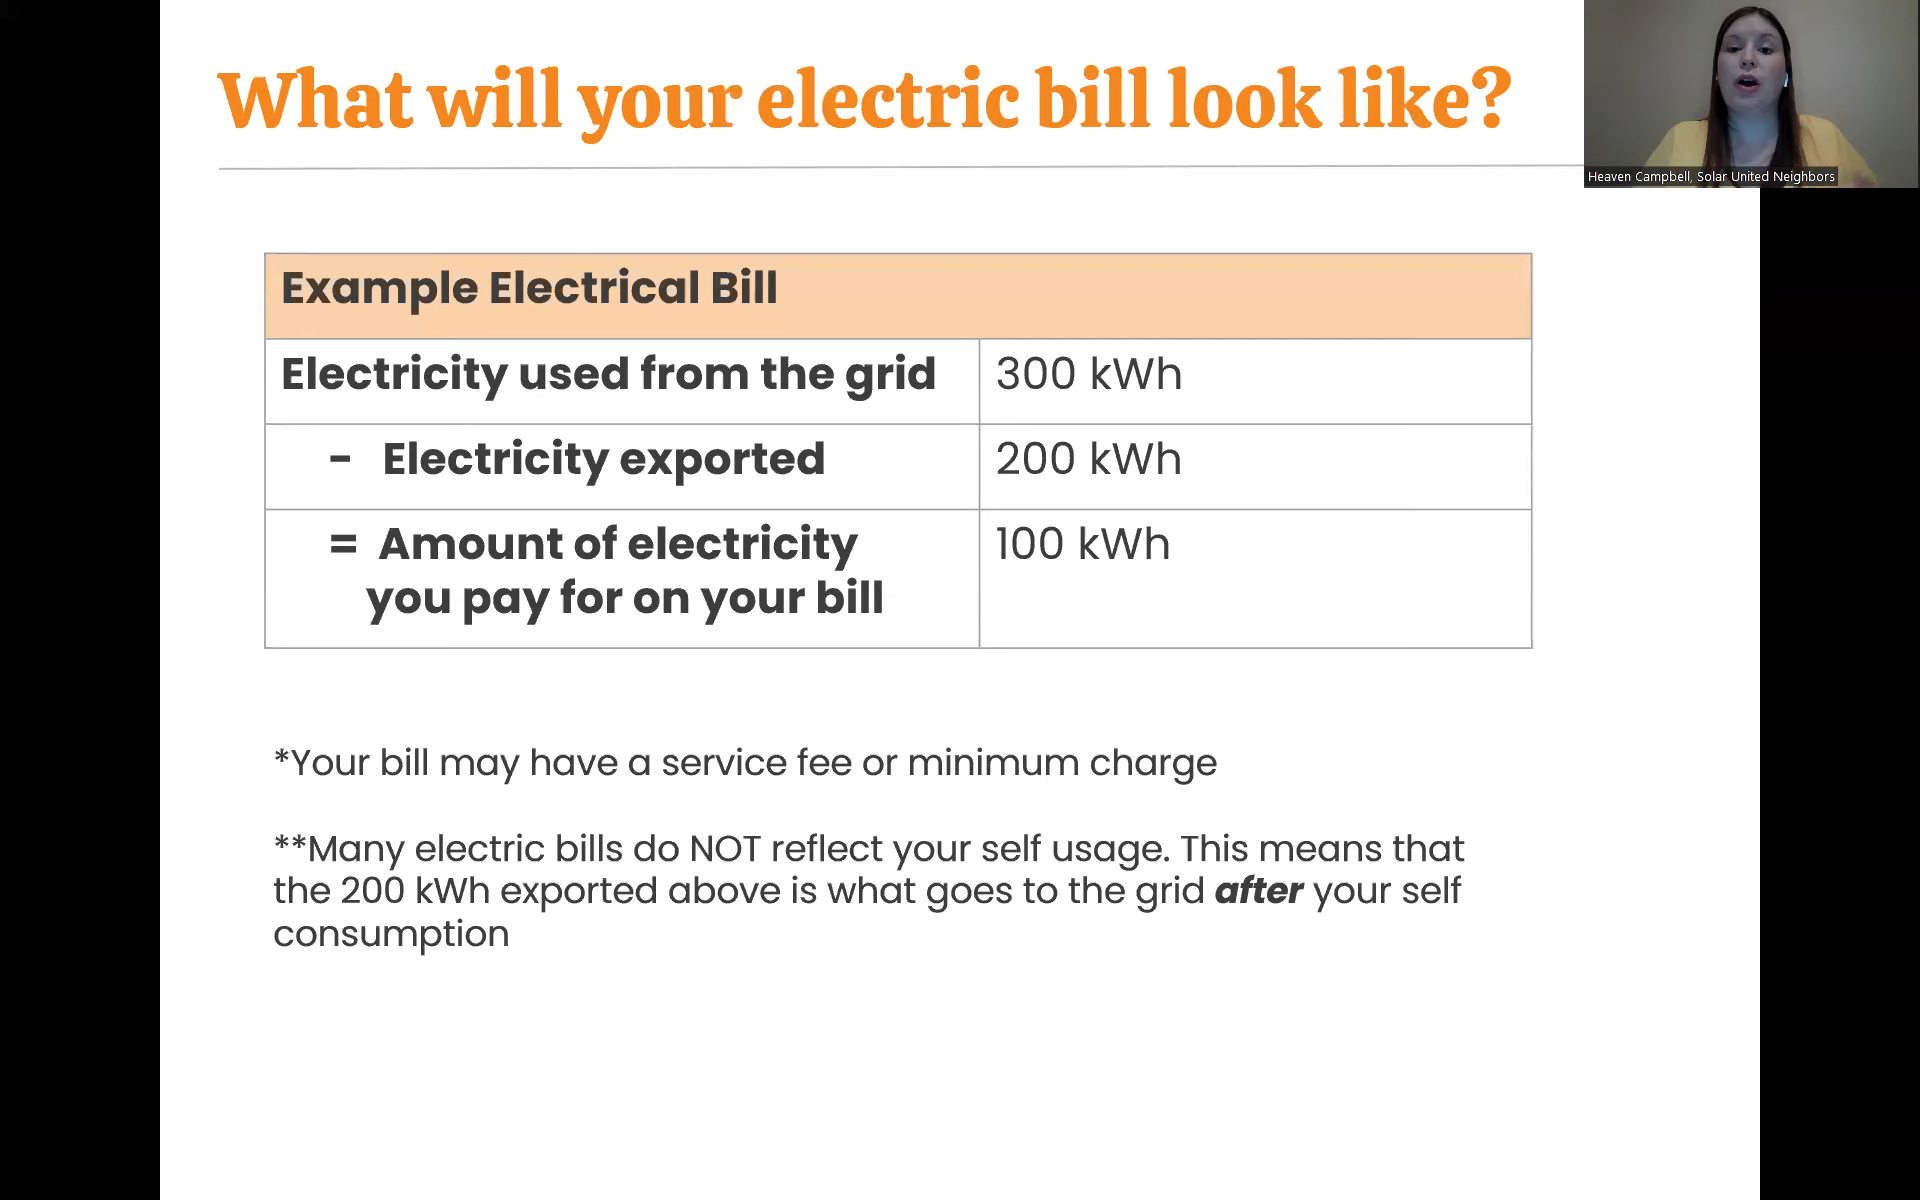 What will your electric bill look like?
Heaven Campbell, Solar United Neighbors
Example Electrical Bill
Electricity used from the grid 300 kWh
- Electricity exported 200 kWh
= Amount of electricity 100 kWh
you pay for on your bill
*Your bill may have a service fee or minimum charge
**Many electric bills do NOT reflect your self usage. This means that
the 200 kWh exported above is what goes to the grid after your self
consumption